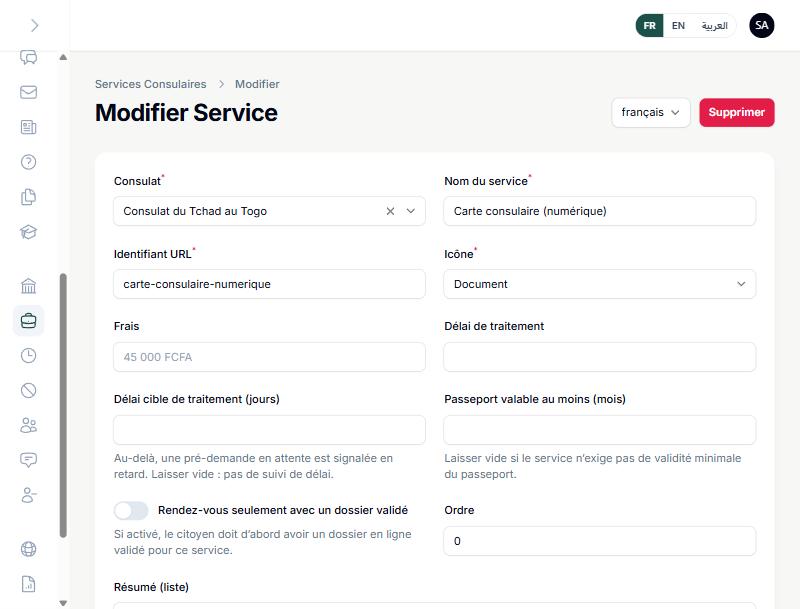 FR EN العربية SA
Services Consulaires Modifier
Modifier Service
français Supprimer
Consulat* Nom du service*
Consulat du Tchad au Togo Carte consulaire (numérique)
Identifiant URL* Icône*
carte-consulaire-numerique Document
Frais Délai de traitement
45 000 FCFA
Délai cible de traitement (jours) Passeport valable au moins (mois)
Au-delà, une pré-demande en attente est signalée en
retard. Laisser vide : pas de suivi de délai.
Laisser vide si le service n’exige pas de validité minimale
du passeport.
Rendez-vous seulement avec un dossier validé
Si activé, le citoyen doit d’abord avoir un dossier en ligne
validé pour ce service.
Ordre
0
Résumé (liste)